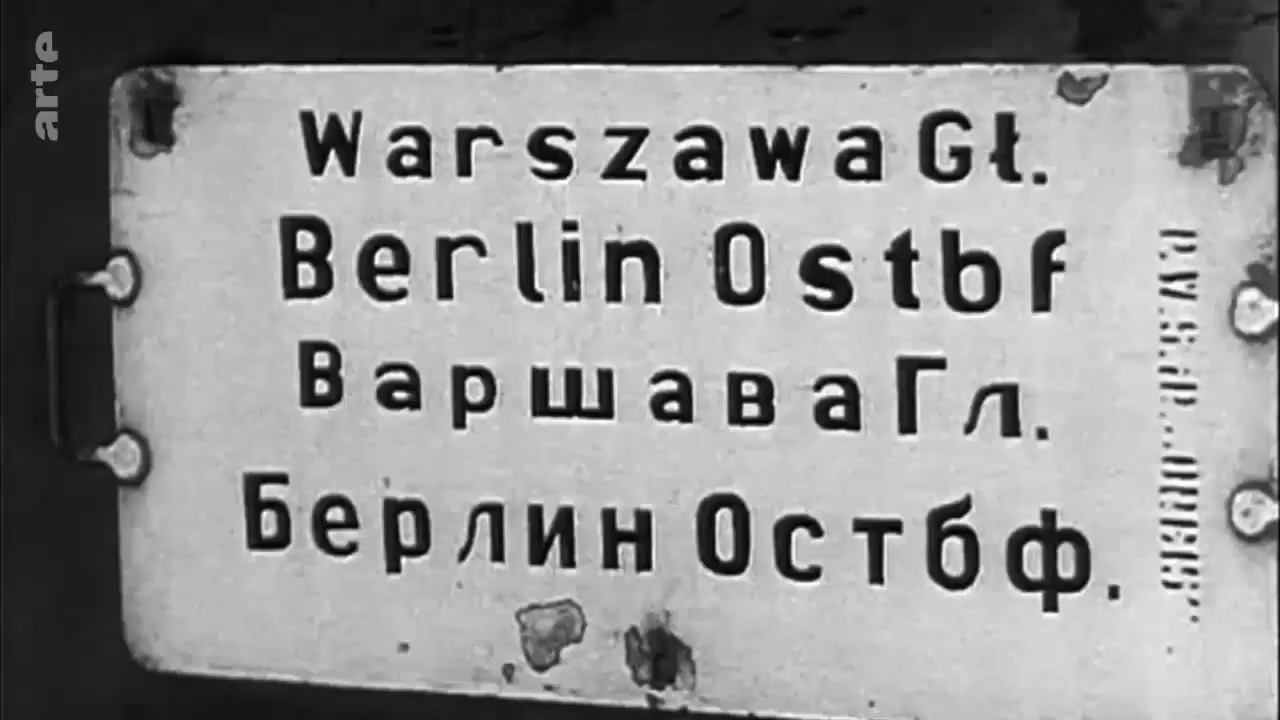 arte
Warszawa Gł.
Berlin Ostbf
Варшава Гл.
Берлин Остбф.